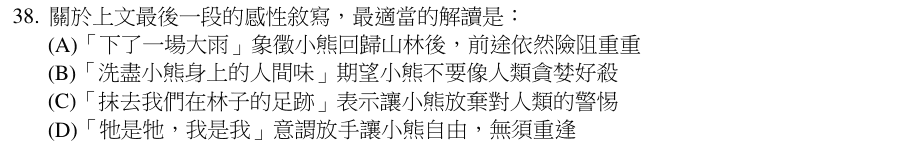 38. 關於上文最後一段的感性敘寫，最適當的解讀是：
(A)「下了一場大雨」象徵小熊回歸山林後，前途依然險阻重重
(B)「洗盡小熊身上的人間味」期望小熊不要像人類貪婪好殺
(C)「抹去我們在林子的足跡」表示讓小熊放棄對人類的警惕
(D)「牠是牠，我是我」意謂放手讓小熊自由，無須重逢